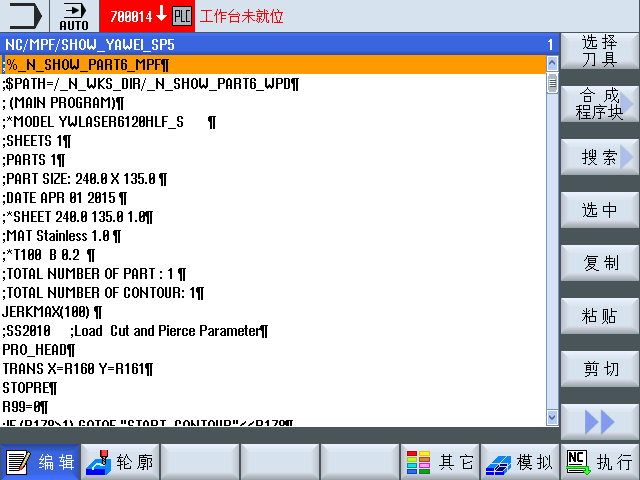 AUTO
700014 ↓ PLC 工作台未就位
NC/MPF/SHOW_YAWEI_SP5 1
;%_N_SHOW_PART6_MPF¶
;$PATH=/_N_WKS_DIR/_N_SHOW_PART6_WPD¶
; (MAIN PROGRAM)¶
;*MODEL YWLASER6120HLF_S ¶
;SHEETS 1¶
;PARTS 1¶
;PART SIZE: 240.0 X 135.0 ¶
;DATE APR 01 2015 ¶
;*SHEET 240.0 135.0 1.0¶
;MAT Stainless 1.0 ¶
;*T100 B 0.2 ¶
;TOTAL NUMBER OF PART : 1 ¶
;TOTAL NUMBER OF CONTOUR: 1¶
JERKMAX(100) ¶
;SS2010 ;Load Cut and Pierce Parameter¶
PRO_HEAD¶
TRANS X=R160 Y=R161¶
STOPRE¶
R99=0¶
;IF (R178>1) GOTOF "START_CONTOUR"<<R178¶
选择
刀具
合成
程序块
搜索
选中
复制
粘贴
剪切
编辑
轮廓
其它
模拟
NC 执行